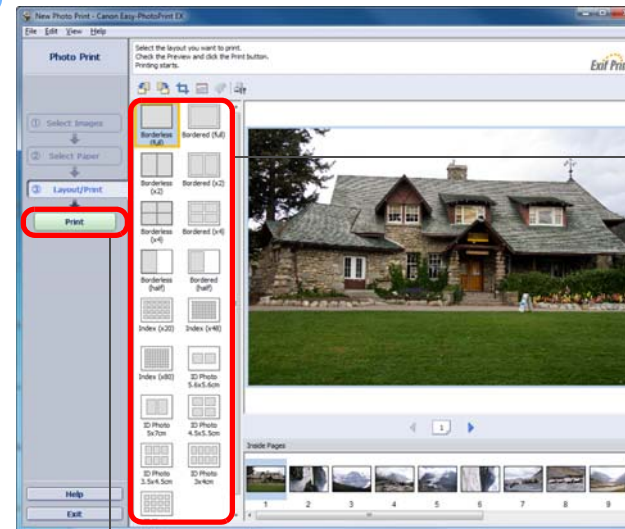 New Photo Print - Canon Easy-PhotoPrint EX
File Edit View Help
Photo Print
Select the layout you want to print.
Check the Preview and click the Print button.
Printing starts.
Exif Prin
1 Select Images
2 Select Paper
3 Layout/Print
Print
Borderless (full)
Bordered (full)
Borderless (x2)
Bordered (x2)
Borderless (x4)
Bordered (x4)
Borderless (half)
Bordered (half)
Index (x20)
Index (x48)
Index (x80)
ID Photo 5.6x5.6cm
ID Photo 5x7cm
ID Photo 4.5x5.5cm
ID Photo 3.5x4.5cm
ID Photo 3x4cm
1
Inside Pages
1 2 3 4 5 6 7 8 9
Help
Exit